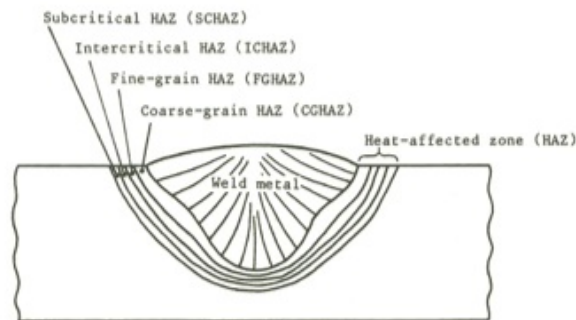 Subcritical HAZ (SCHAZ)
Intercritical HAZ (ICHAZ)
Fine-grain HAZ (FGHAZ)
Coarse-grain HAZ (CGHAZ)
Heat-affected zone (HAZ)
Weld metal